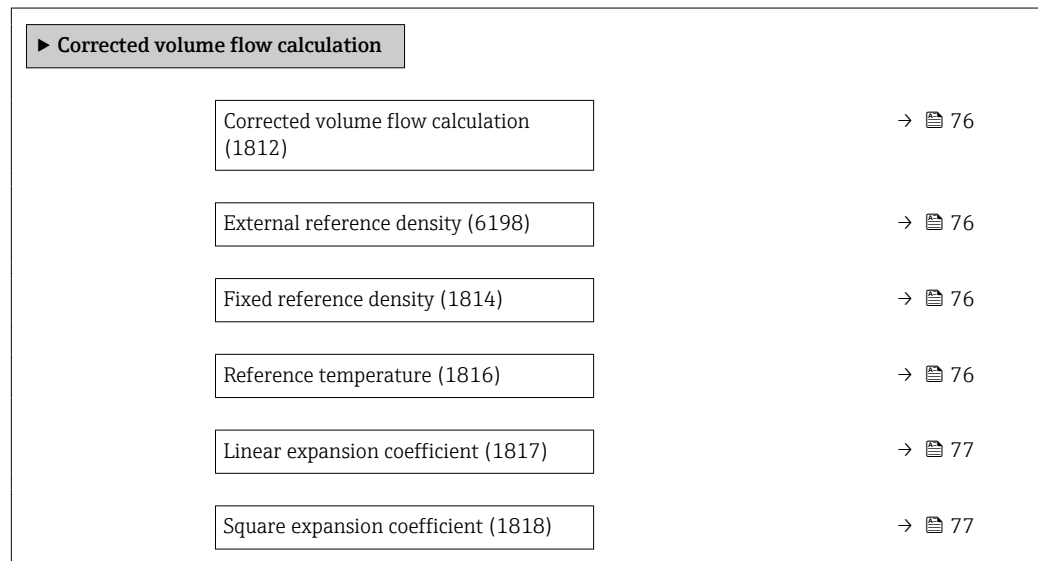 ► Corrected volume flow calculation
Corrected volume flow calculation
(1812)
→ 76
External reference density (6198)
→ 76
Fixed reference density (1814)
→ 76
Reference temperature (1816)
→ 76
Linear expansion coefficient (1817)
→ 77
Square expansion coefficient (1818)
→ 77